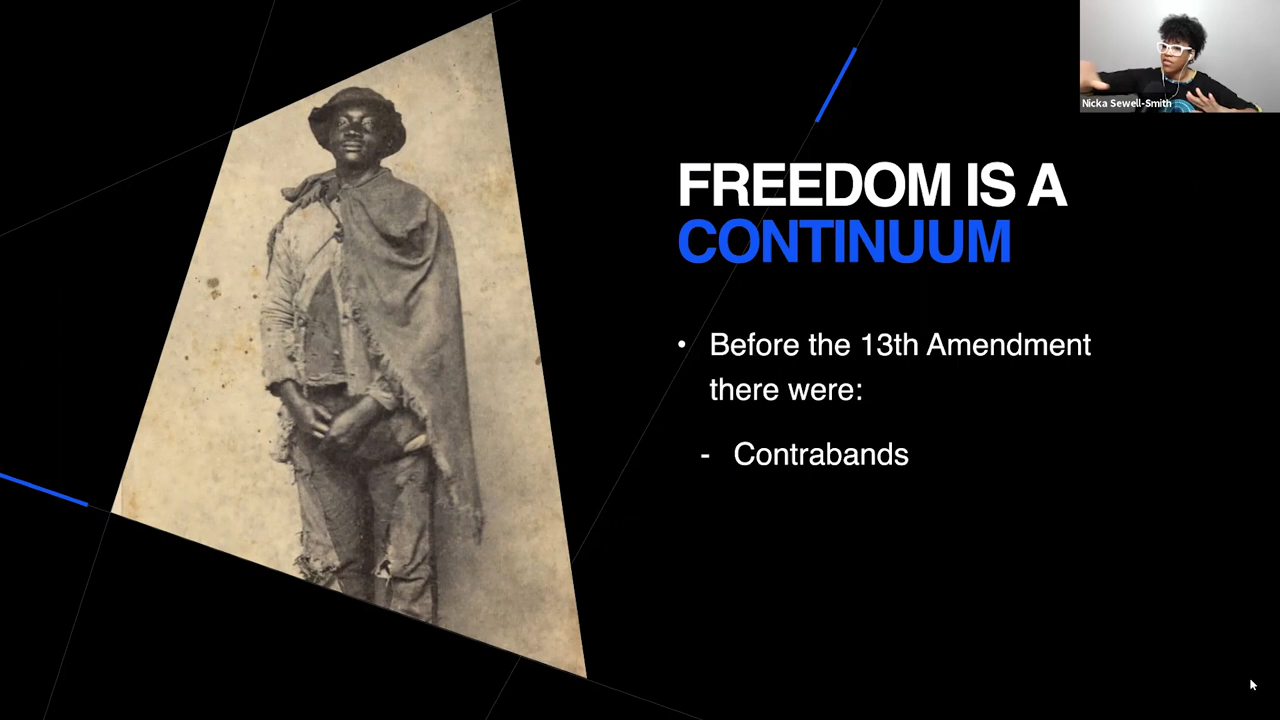 Nicka Sewell-Smith
FREEDOM IS A
CONTINUUM
• Before the 13th Amendment
there were:
- Contrabands